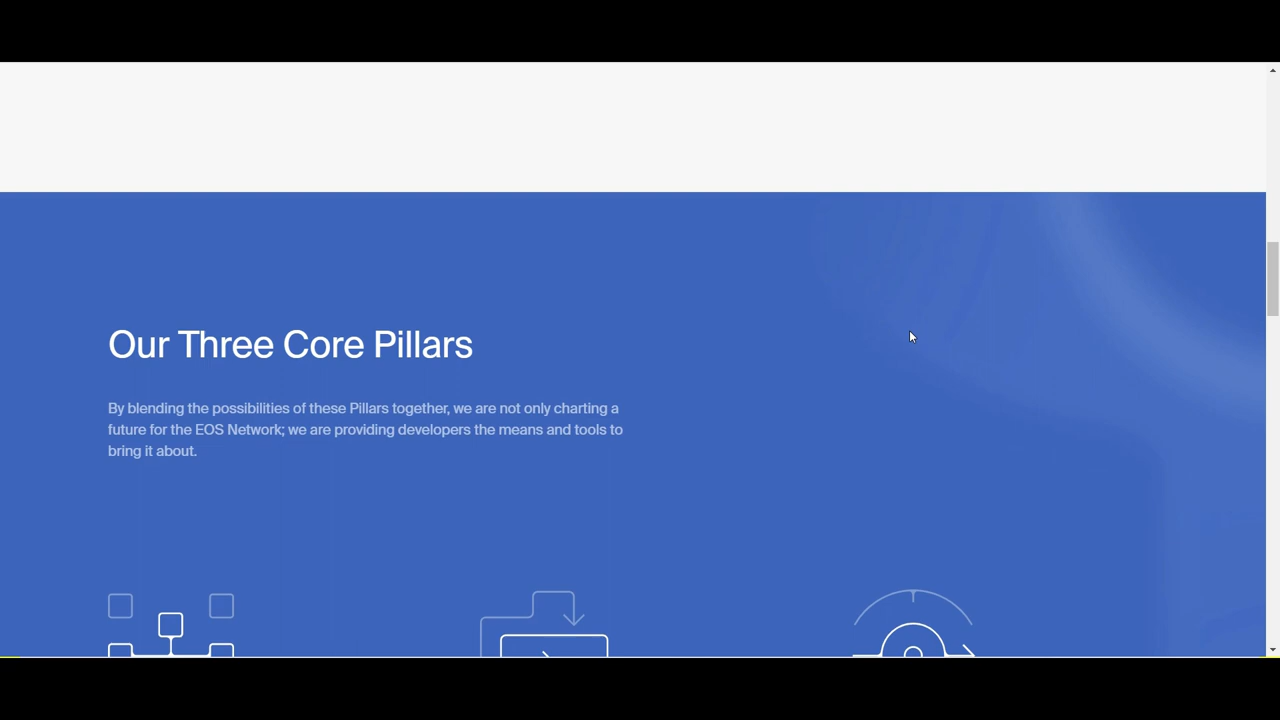 Our Three Core Pillars
By blending the possibilities of these Pillars together, we are not only charting a
future for the EOS Network; we are providing developers the means and tools to
bring it about.